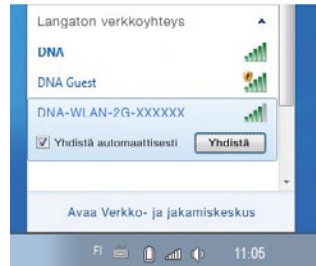 Langaton verkkoyhteys
DNA
DNA Guest
DNA-WLAN-2G-XXXXXX
Yhdistä automaattisesti Yhdistä
Avaa Verkko- ja jakamiskeskus
FI 11:05